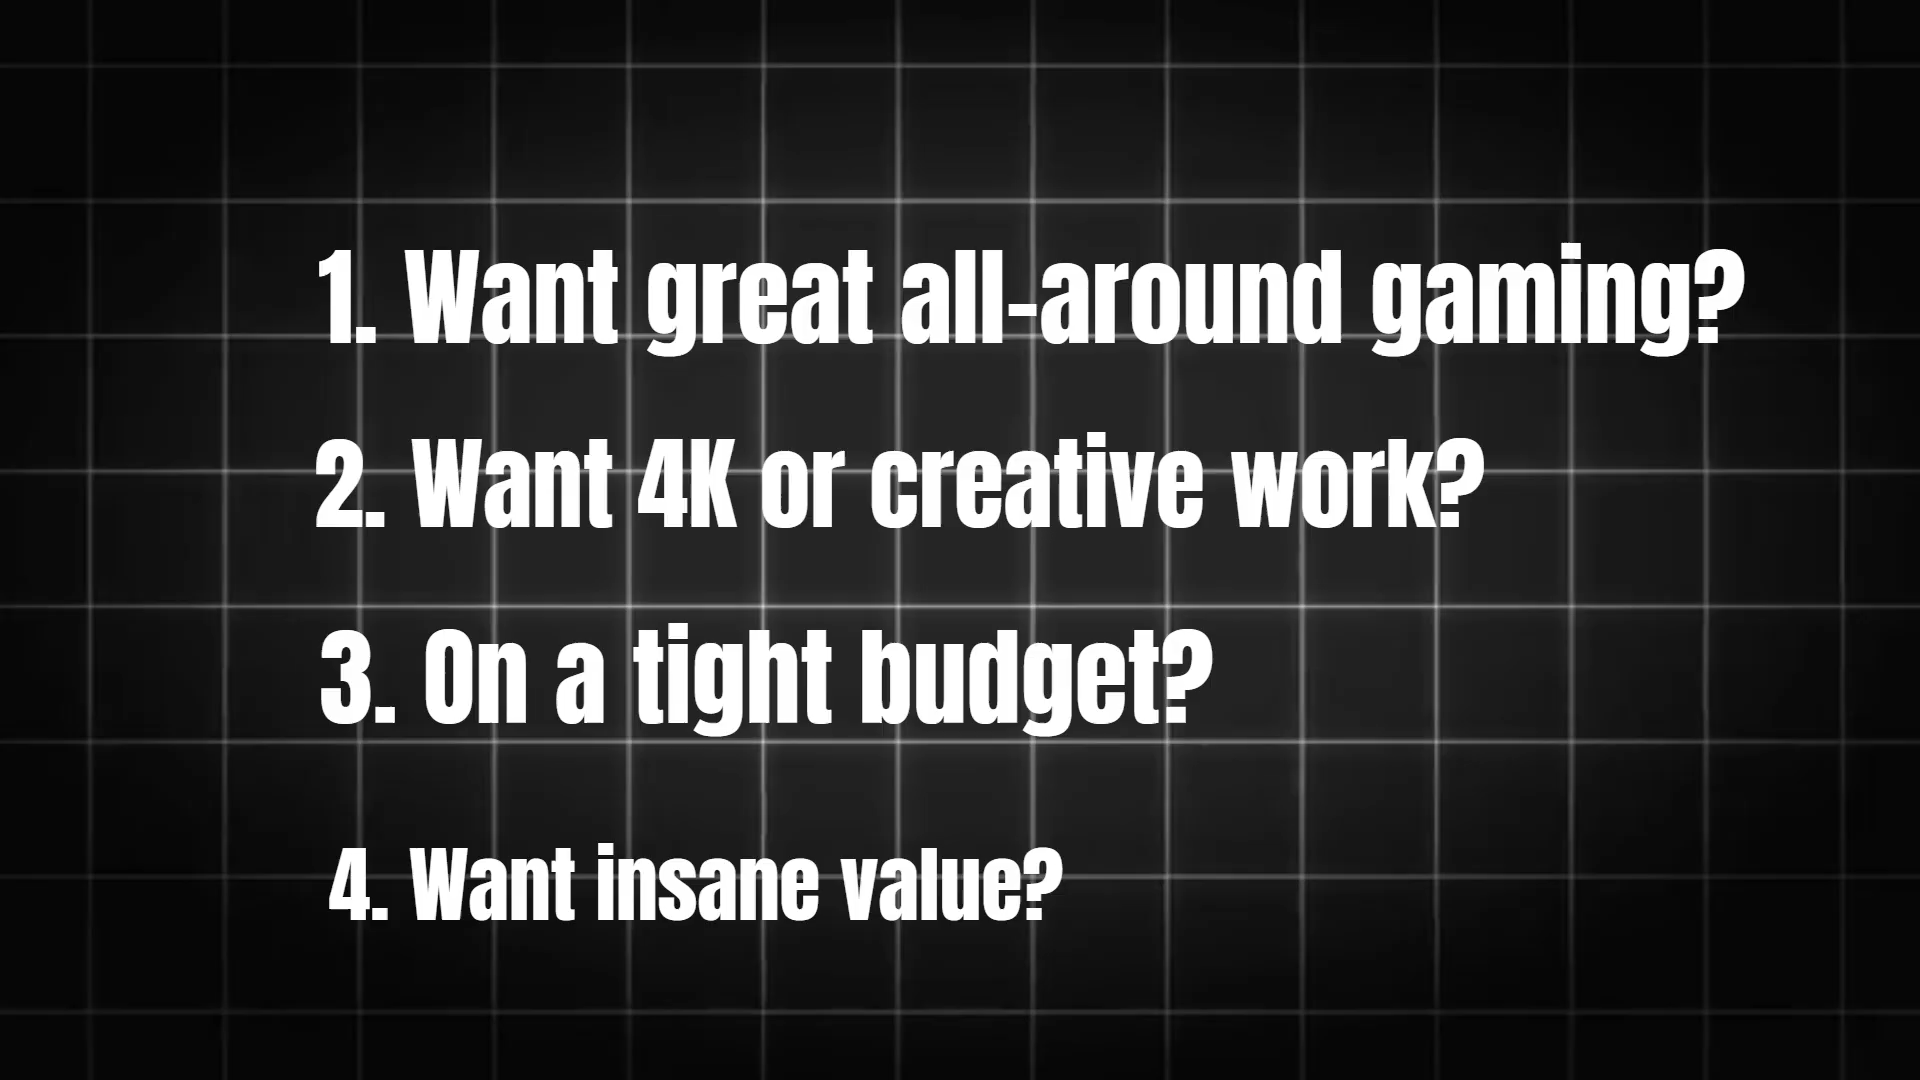 1. Want great all-around gaming?
2. Want 4K or creative work?
3. On a tight budget?
4. Want insane value?